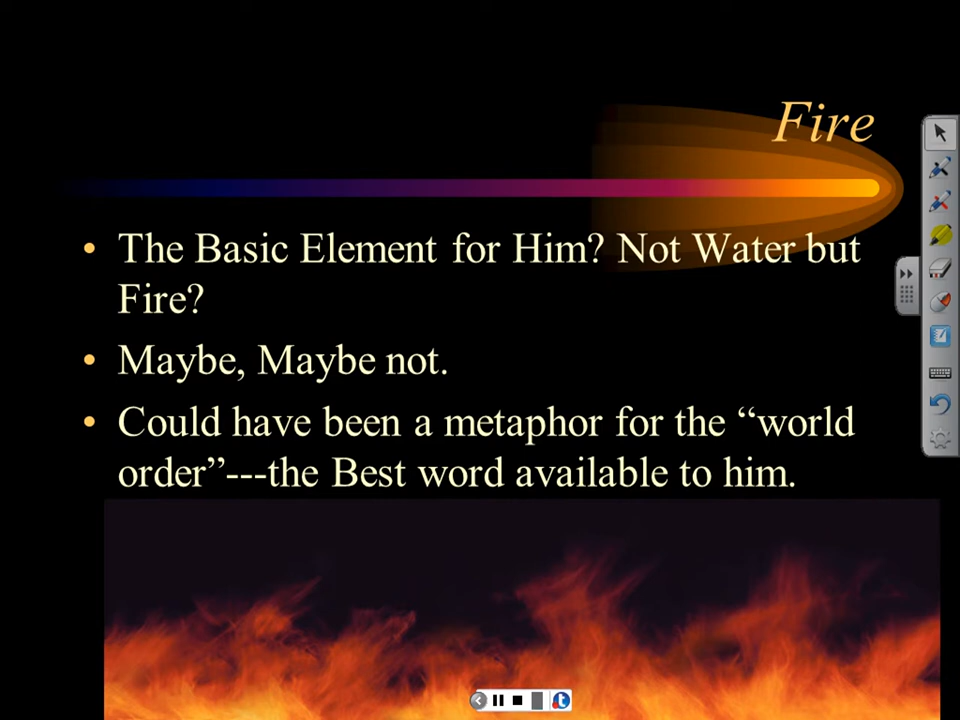 Fire
• The Basic Element for Him? Not Water but
Fire?
• Maybe, Maybe not.
• Could have been a metaphor for the “world
order”---the Best word available to him.